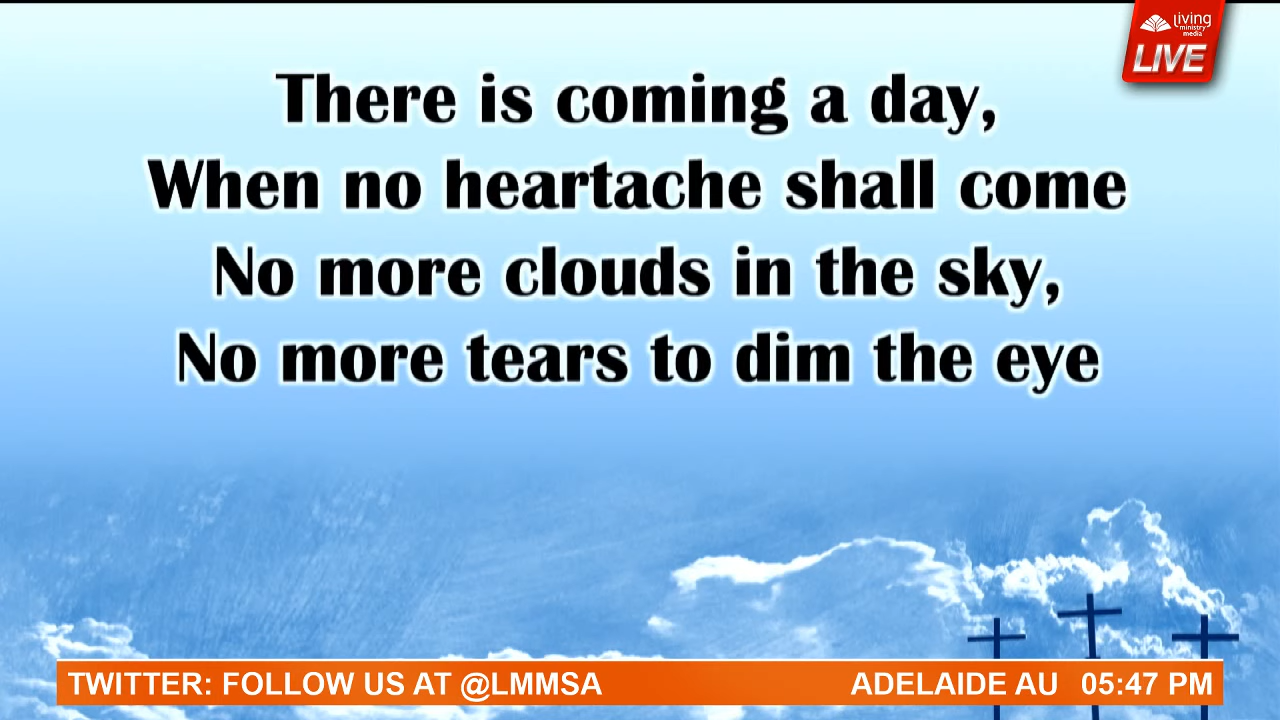 living
ministry
media
LIVE
There is coming a day,
When no heartache shall come
No more clouds in the sky,
No more tears to dim the eye
TWITTER: FOLLOW US AT @LMMSA
ADELAIDE AU 05:47 PM